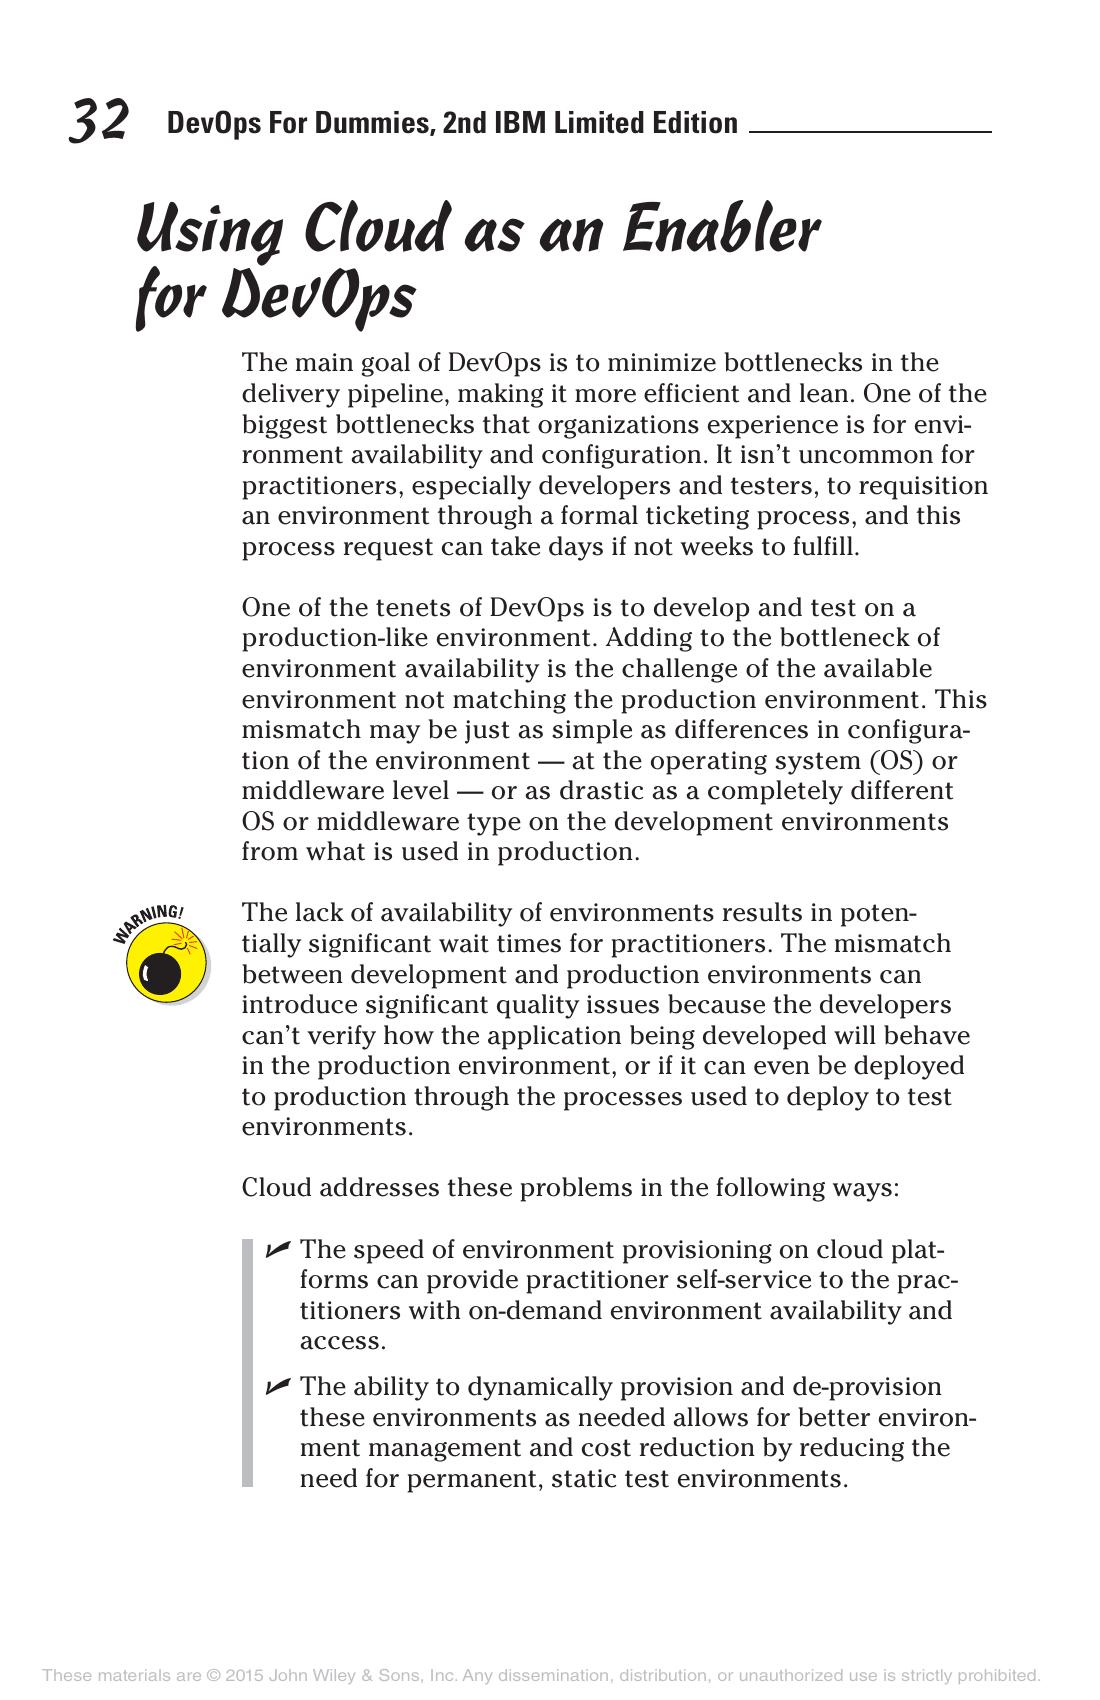 32 DevOps For Dummies, 2nd IBM Limited Edition
Using Cloud as an Enabler
for DevOps
The main goal of DevOps is to minimize bottlenecks in the
delivery pipeline, making it more efficient and lean. One of the
biggest bottlenecks that organizations experience is for envi-
ronment availability and configuration. It isn’t uncommon for
practitioners, especially developers and testers, to requisition
an environment through a formal ticketing process, and this
process request can take days if not weeks to fulfill.
One of the tenets of DevOps is to develop and test on a
production-like environment. Adding to the bottleneck of
environment availability is the challenge of the available
environment not matching the production environment. This
mismatch may be just as simple as differences in configura-
tion of the environment — at the operating system (OS) or
middleware level — or as drastic as a completely different
OS or middleware type on the development environments
from what is used in production.
WARNING!
The lack of availability of environments results in poten-
tially significant wait times for practitioners. The mismatch
between development and production environments can
introduce significant quality issues because the developers
can’t verify how the application being developed will behave
in the production environment, or if it can even be deployed
to production through the processes used to deploy to test
environments.
Cloud addresses these problems in the following ways:
✓ The speed of environment provisioning on cloud plat-
forms can provide practitioner self-service to the prac-
titioners with on-demand environment availability and
access.
✓ The ability to dynamically provision and de-provision
these environments as needed allows for better environ-
ment management and cost reduction by reducing the
need for permanent, static test environments.
These materials are © 2015 John Wiley & Sons, Inc. Any dissemination, distribution, or unauthorized use is strictly prohibited.